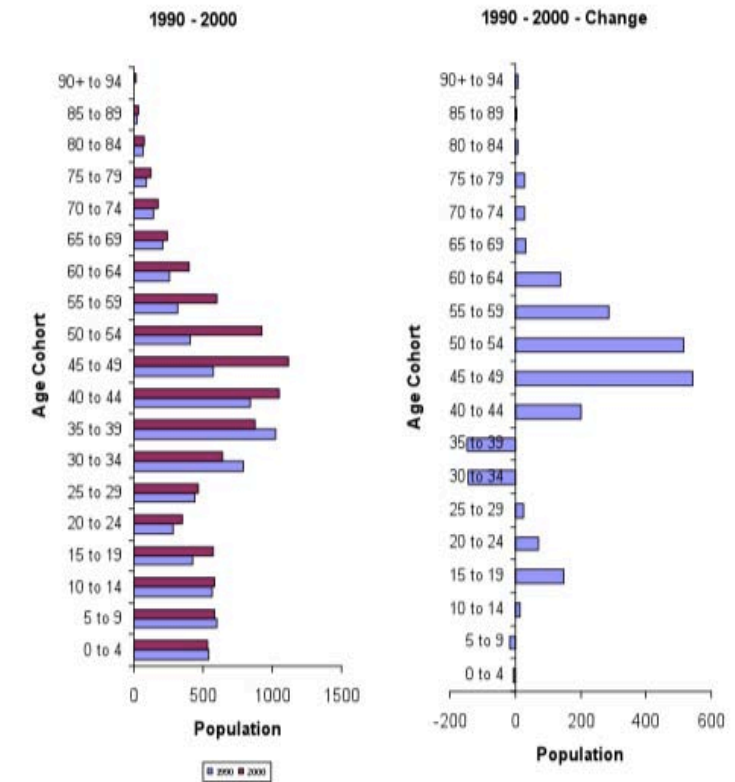 1990 - 2000
90+ to 94
85 to 89
80 to 84
75 to 79
70 to 74
65 to 69
60 to 64
55 to 59
50 to 54
45 to 49
40 to 44
35 to 39
30 to 34
25 to 29
20 to 24
15 to 19
10 to 14
5 to 9
0 to 4
Age Cohort
0 500 1000 1500
Population
1990 2000
1990 - 2000 - Change
90+ to 94
85 to 89
80 to 84
75 to 79
70 to 74
65 to 69
60 to 64
55 to 59
50 to 54
45 to 49
40 to 44
35 to 39
30 to 34
25 to 29
20 to 24
15 to 19
10 to 14
5 to 9
0 to 4
Age Cohort
-200 0 200 400 600
Population